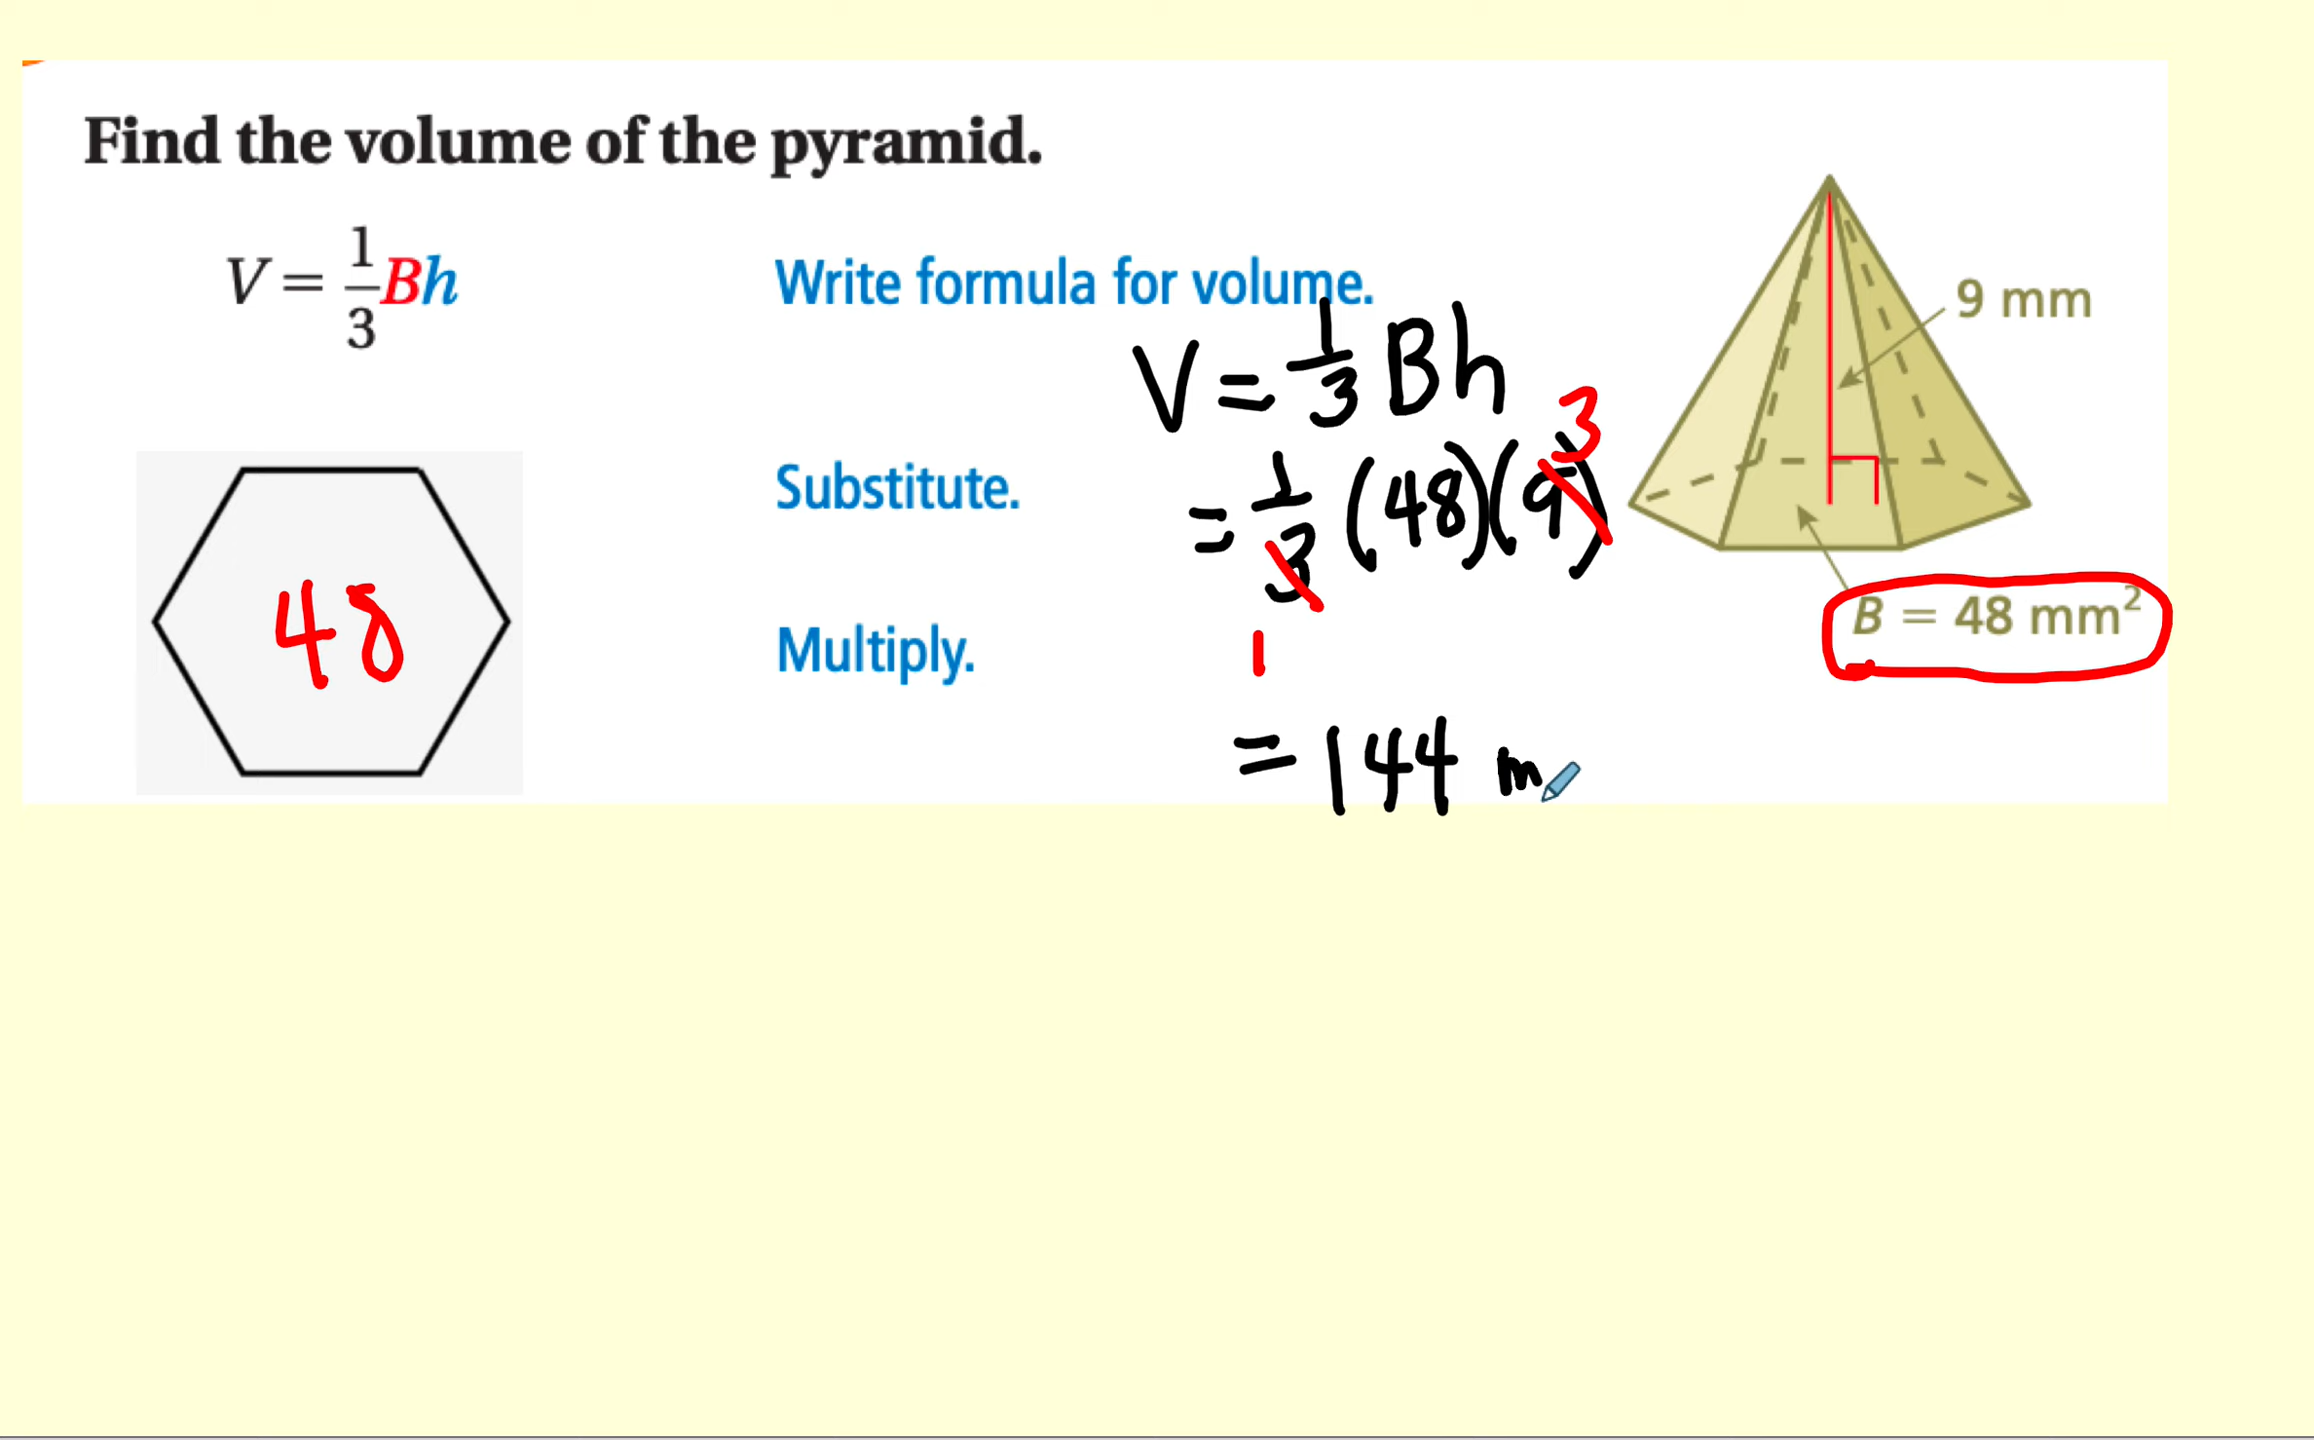 Find the volume of the pyramid.
V = 1/3 Bh
Write formula for volume.
V = 1/3 Bh
9 mm
Substitute.
= 1/3 (48)(9)
3
48
Multiply.
1
B = 48 mm²
= 144 m